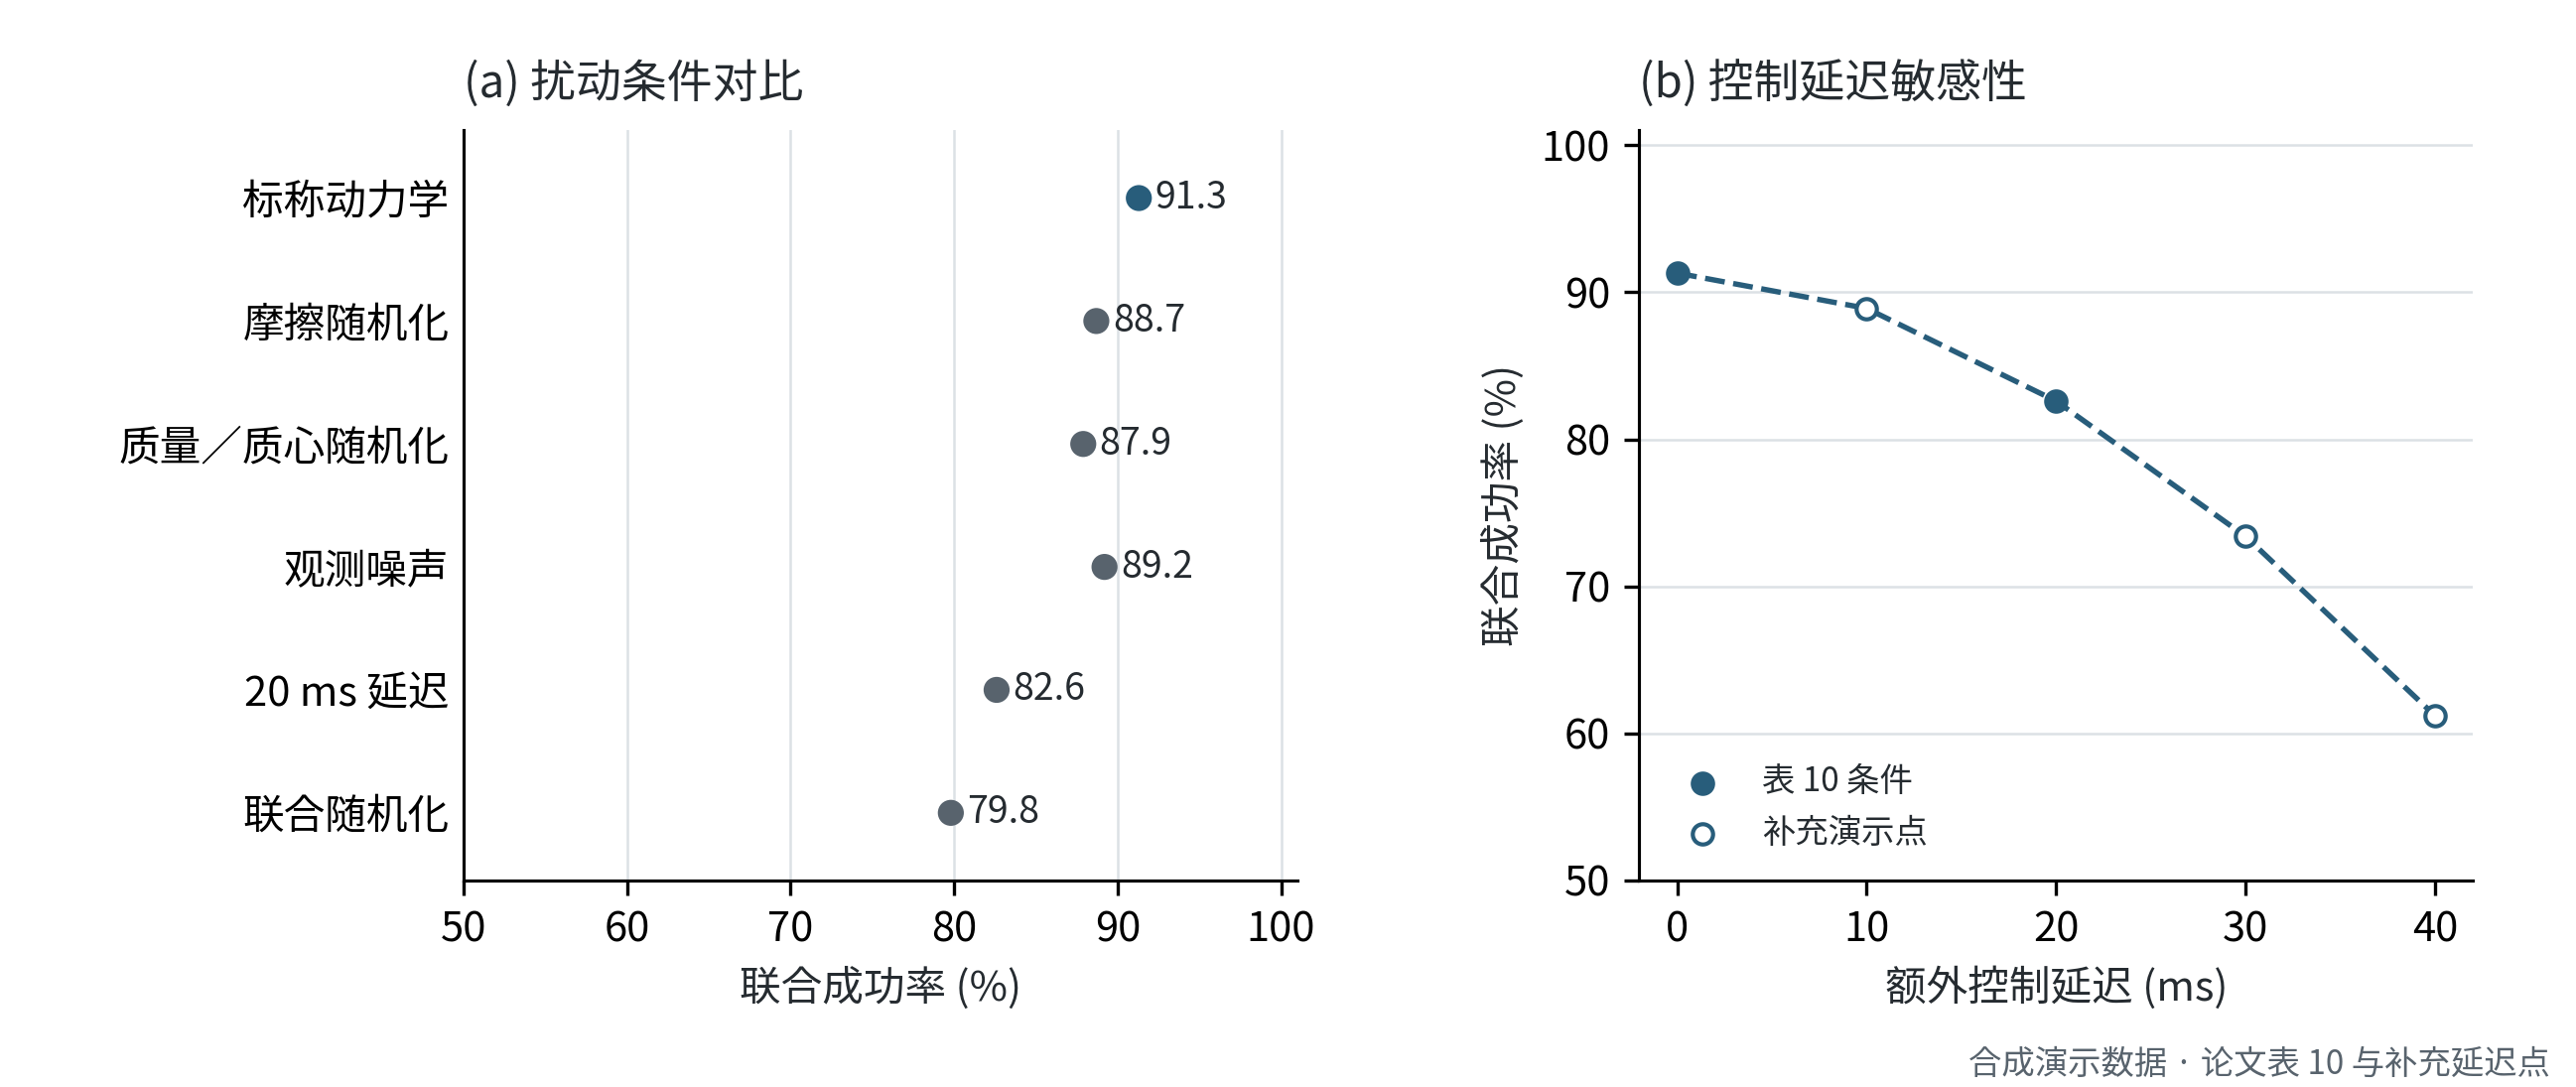 (a) 扰动条件对比
标称动力学
91.3
摩擦随机化
88.7
质量／质心随机化
87.9
观测噪声
89.2
20 ms 延迟
82.6
联合随机化
79.8
50 60 70 80 90 100
联合成功率 (%)
(b) 控制延迟敏感性
联合成功率 (%)
100
90
80
70
60
50
表 10 条件
补充演示点
0 10 20 30 40
额外控制延迟 (ms)
合成演示数据 · 论文表 10 与补充延迟点